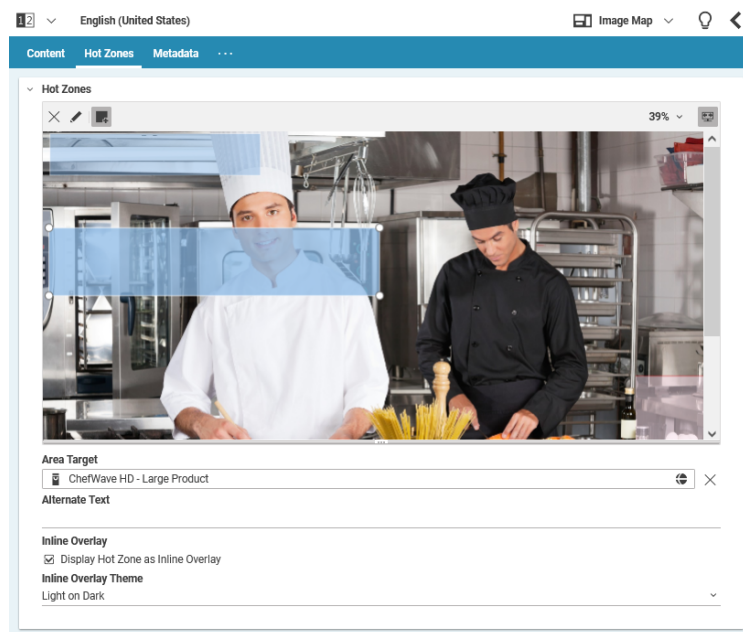 12 English (United States) Image Map
Content Hot Zones Metadata ...
Hot Zones
39%
Area Target
ChefWave HD - Large Product
Alternate Text
Inline Overlay
Display Hot Zone as Inline Overlay
Inline Overlay Theme
Light on Dark